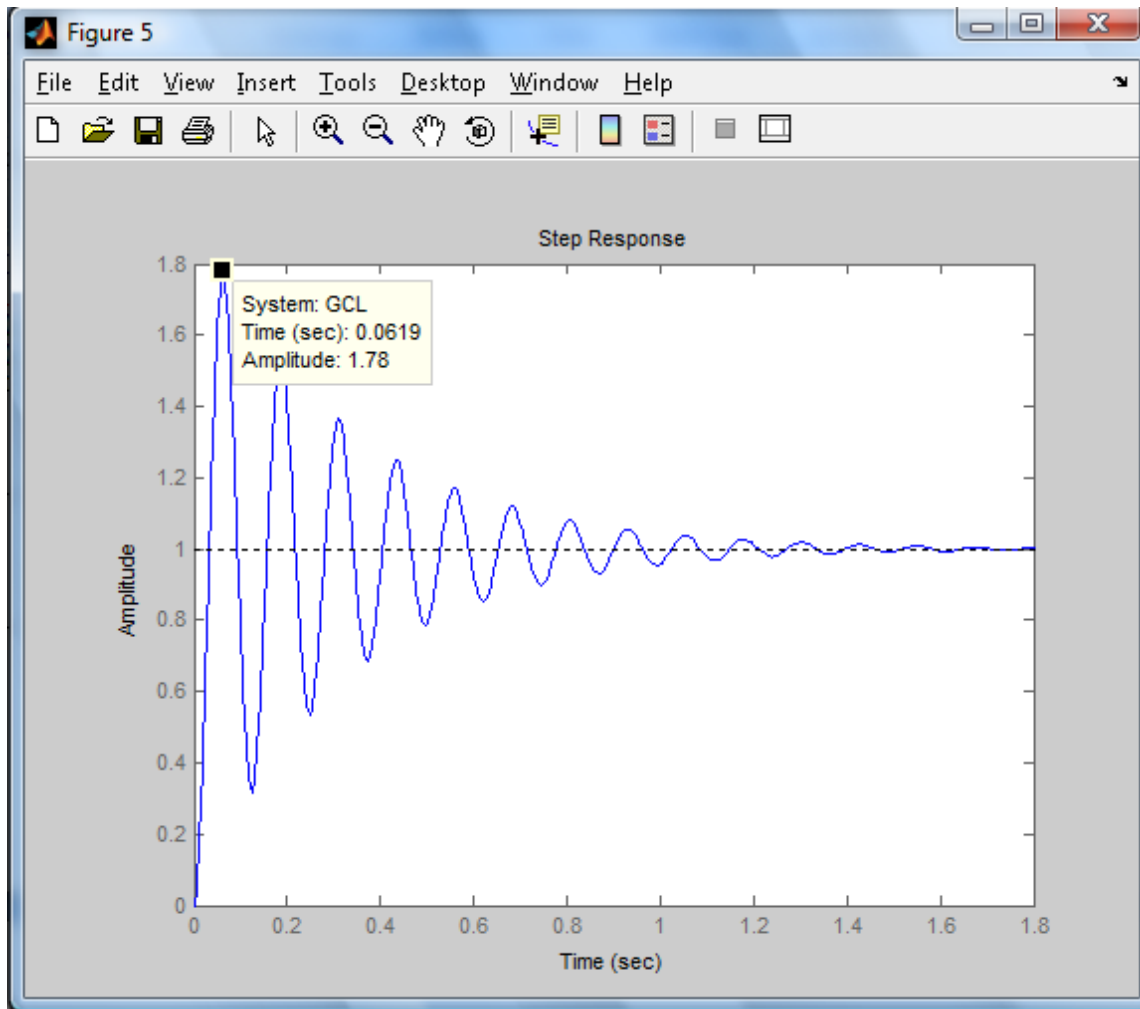 Figure 5
File Edit View Insert Tools Desktop Window Help
Step Response
System: GCL
Time (sec): 0.0619
Amplitude: 1.78
Amplitude
1.8
1.6
1.4
1.2
1
0.8
0.6
0.4
0.2
0
0 0.2 0.4 0.6 0.8 1 1.2 1.4 1.6 1.8
Time (sec)